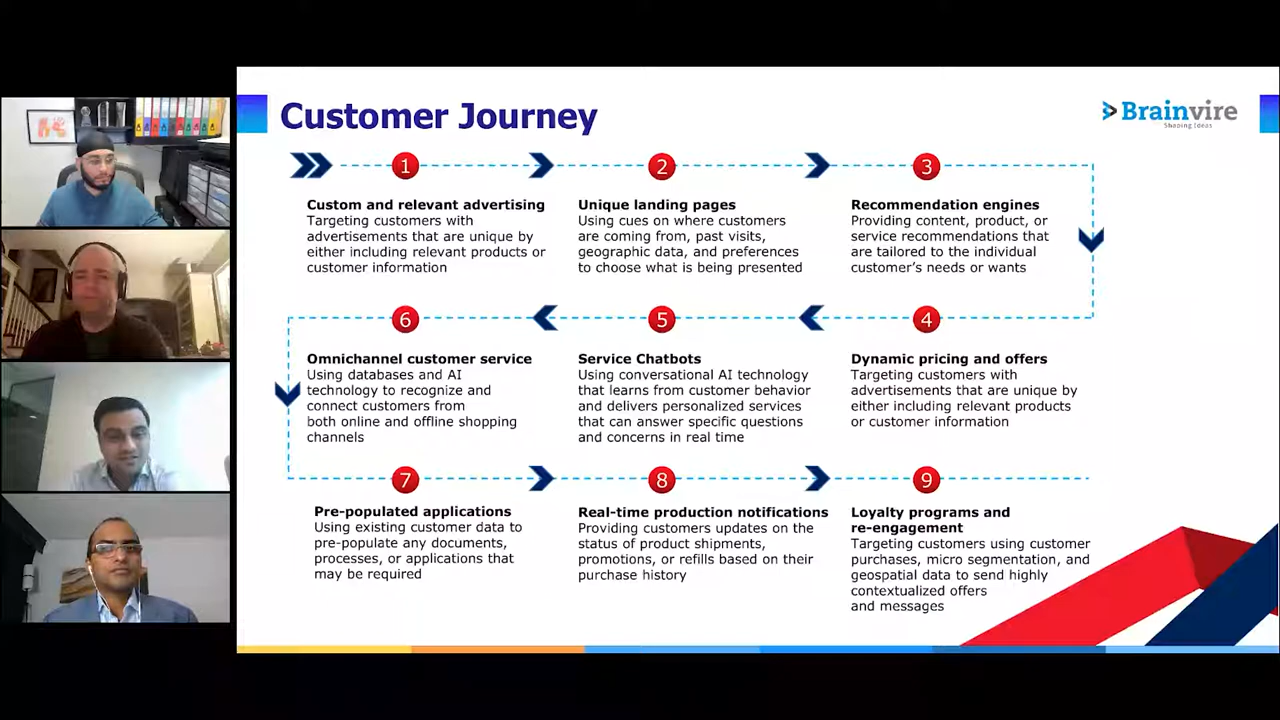 Customer Journey
Brainvire
Shaping Ideas
1
2
3
Custom and relevant advertising
Targeting customers with
advertisements that are unique by
either including relevant products or
customer information
Unique landing pages
Using cues on where customers
are coming from, past visits,
geographic data, and preferences
to choose what is being presented
Recommendation engines
Providing content, product, or
service recommendations that
are tailored to the individual
customer's needs or wants
6
5
4
Omnichannel customer service
Using databases and AI
technology to recognize and
connect customers from
both online and offline shopping
channels
Service Chatbots
Using conversational AI technology
that learns from customer behavior
and delivers personalized services
that can answer specific questions
and concerns in real time
Dynamic pricing and offers
Targeting customers with
advertisements that are unique by
either including relevant products
or customer information
7
8
9
Pre-populated applications
Using existing customer data to
pre-populate any documents,
processes, or applications that
may be required
Real-time production notifications
Providing customers updates on the
status of product shipments,
promotions, or refills based on their
purchase history
Loyalty programs and
re-engagement
Targeting customers using customer
purchases, micro segmentation, and
geospatial data to send highly
contextualized offers
and messages